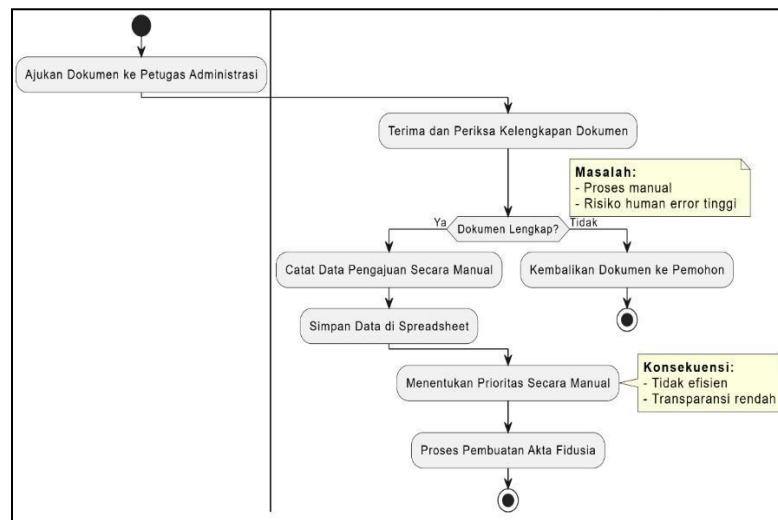 Ajukan Dokumen ke Petugas Administrasi
Terima dan Periksa Kelengkapan Dokumen
Masalah:
- Proses manual
- Risiko human error tinggi
Ya
Dokumen Lengkap?
Tidak
Catat Data Pengajuan Secara Manual
Kembalikan Dokumen ke Pemohon
Simpan Data di Spreadsheet
Menentukan Prioritas Secara Manual
Konsekuensi:
- Tidak efisien
- Transparansi rendah
Proses Pembuatan Akta Fidusia